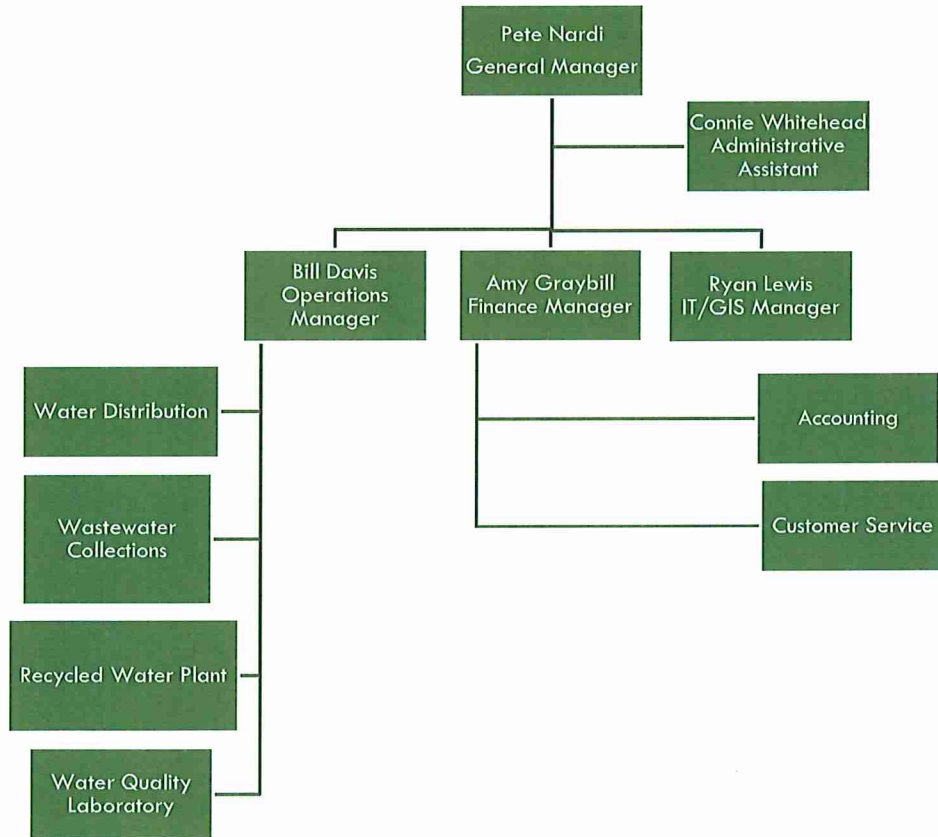 Pete Nardi
General Manager
Connie Whitehead
Administrative
Assistant
Bill Davis
Operations
Manager
Amy Graybill
Finance Manager
Ryan Lewis
IT/GIS Manager
Water Distribution
Accounting
Wastewater
Collections
Customer Service
Recycled Water Plant
Water Quality
Laboratory